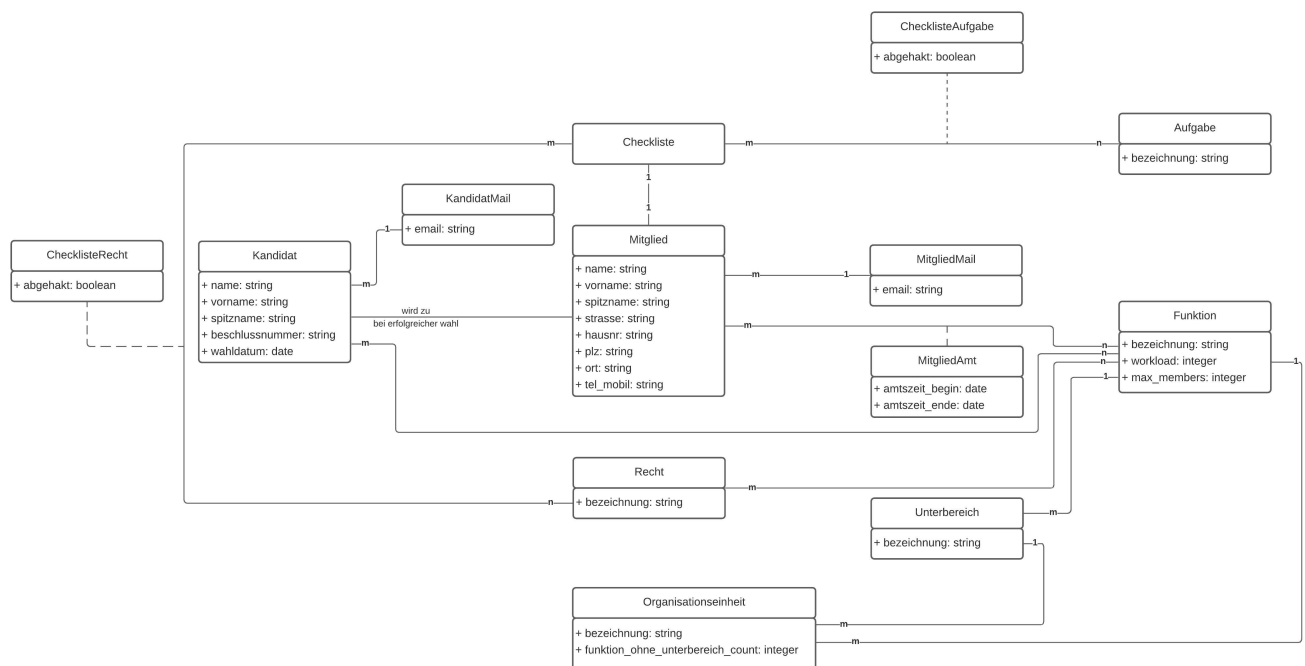 ChecklisteAufgabe
+ abgehakt: boolean
Checkliste
m
m
n
Aufgabe
+ bezeichnung: string
1
1
KandidatMail
+ email: string
1
m
ChecklisteRecht
+ abgehakt: boolean
Kandidat
+ name: string
+ vorname: string
+ spitzname: string
+ beschlussnummer: string
+ wahldatum: date
wird zu
bei erfolgreicher wahl
m
Mitglied
+ name: string
+ vorname: string
+ spitzname: string
+ strasse: string
+ hausnr: string
+ plz: string
+ ort: string
+ tel_mobil: string
m
1
MitgliedMail
+ email: string
m
n
n
n
1
MitgliedAmt
+ amtszeit_begin: date
+ amtszeit_ende: date
Funktion
+ bezeichnung: string
+ workload: integer
+ max_members: integer
1
Recht
+ bezeichnung: string
n
m
Unterbereich
+ bezeichnung: string
m
1
Organisationseinheit
+ bezeichnung: string
+ funktion_ohne_unterbereich_count: integer
m
m